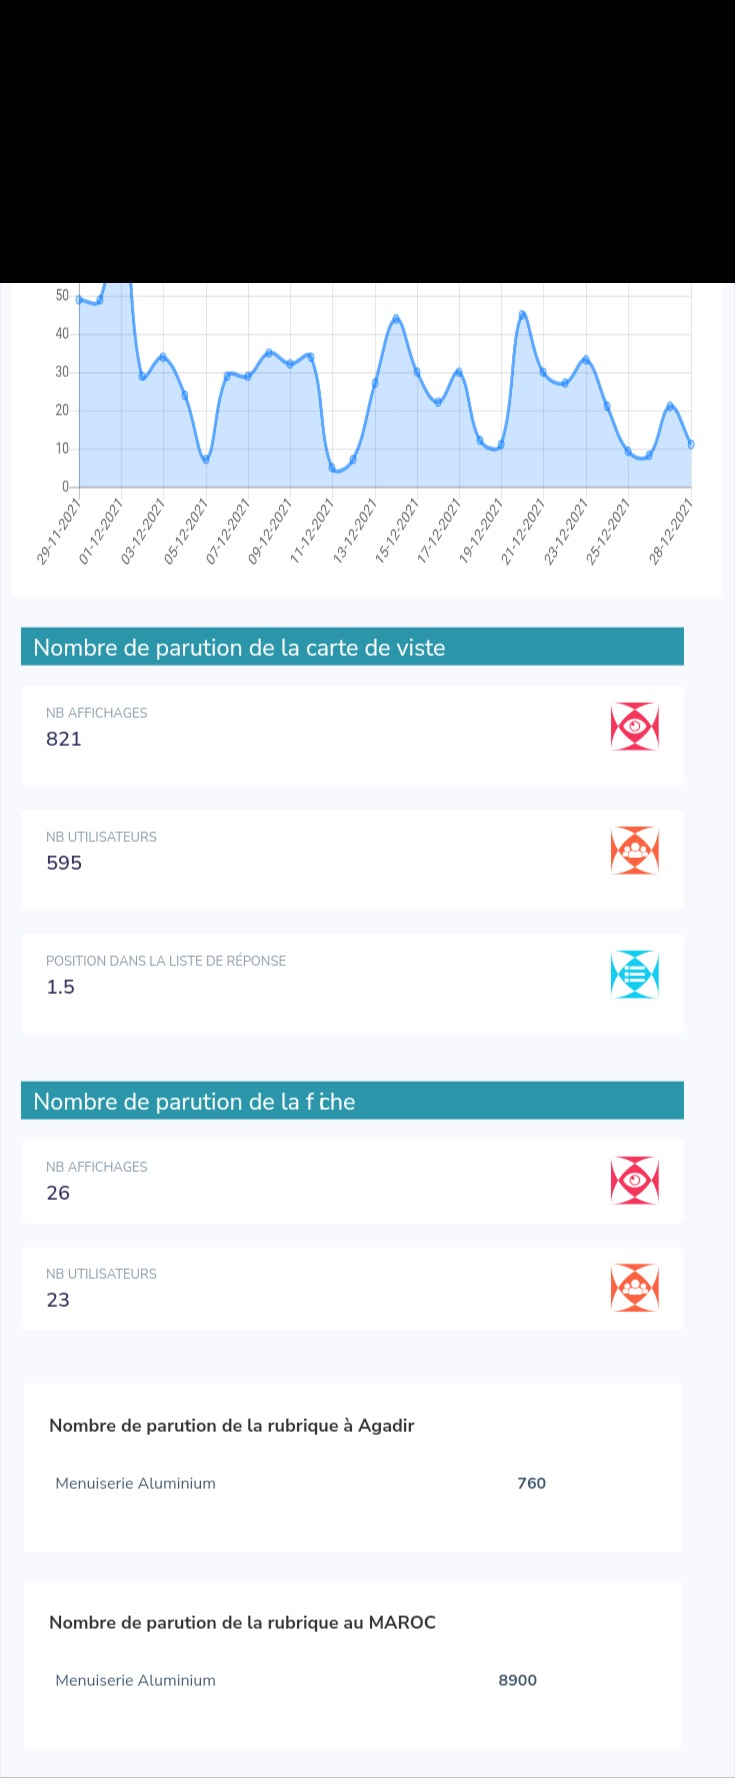 50
40
30
20
10
0
29-11-2021
01-12-2021
03-12-2021
05-12-2021
07-12-2021
09-12-2021
11-12-2021
13-12-2021
15-12-2021
17-12-2021
19-12-2021
21-12-2021
23-12-2021
25-12-2021
28-12-2021
Nombre de parution de la carte de viste
NB AFFICHAGES
821
NB UTILISATEURS
595
POSITION DANS LA LISTE DE RÉPONSE
1.5
Nombre de parution de la fiche
NB AFFICHAGES
26
NB UTILISATEURS
23
Nombre de parution de la rubrique à Agadir
Menuiserie Aluminium 760
Nombre de parution de la rubrique au MAROC
Menuiserie Aluminium 8900